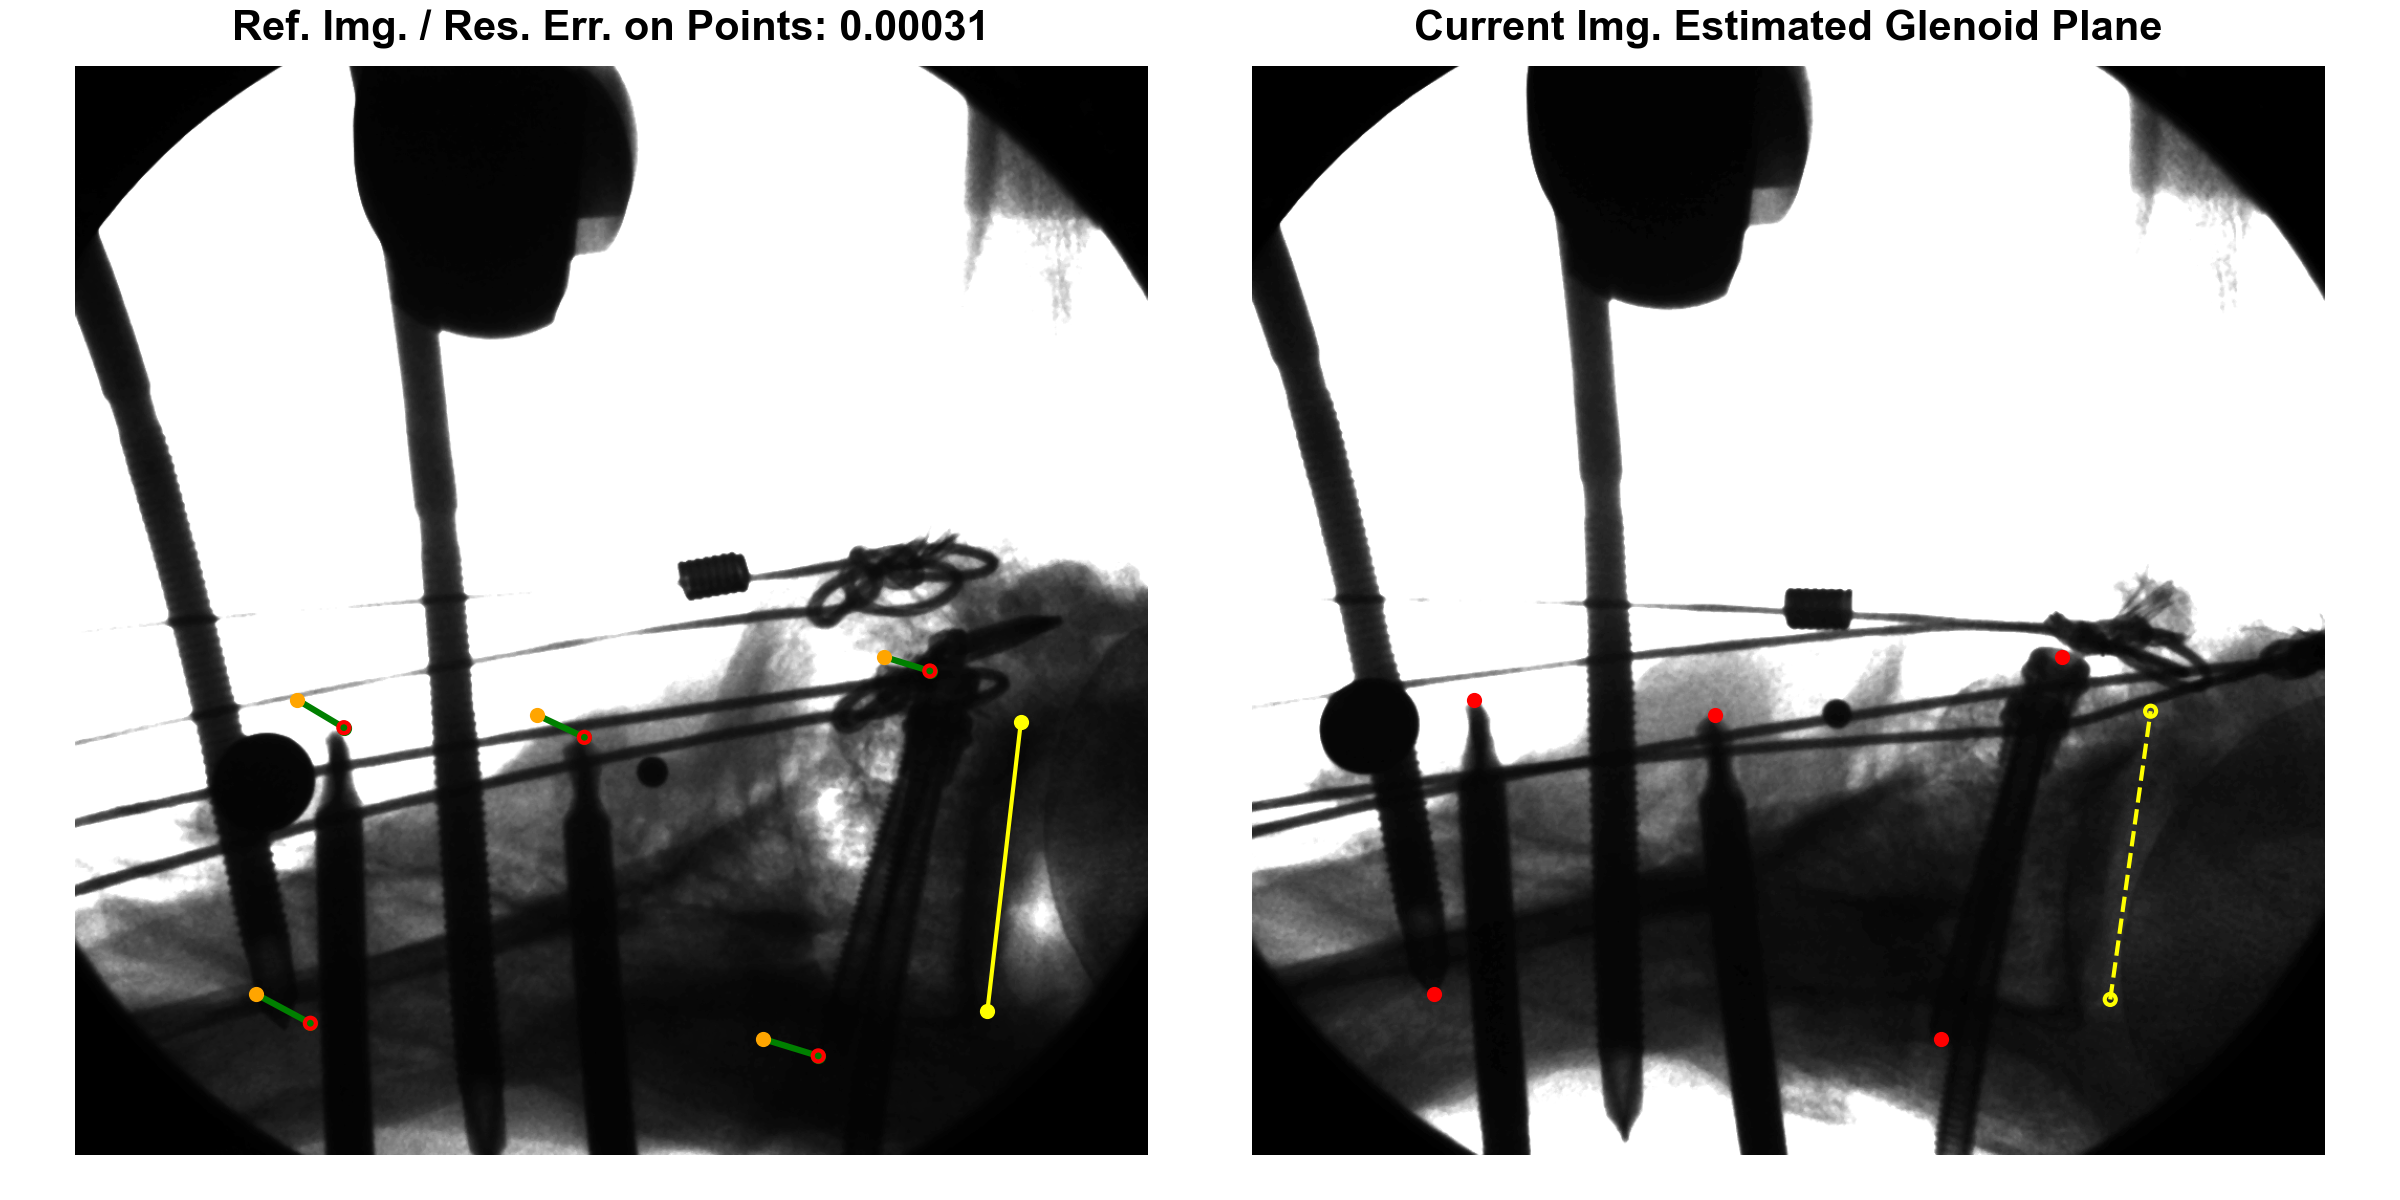 Ref. Img. / Res. Err. on Points: 0.00031
Current Img. Estimated Glenoid Plane